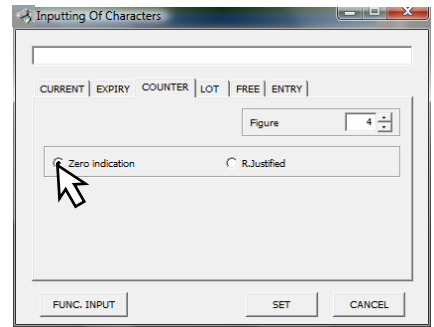 Inputting Of Characters
CURRENT EXPIRY COUNTER LOT FREE ENTRY
Figure 4
Zero indication R.Justified
FUNC. INPUT SET CANCEL